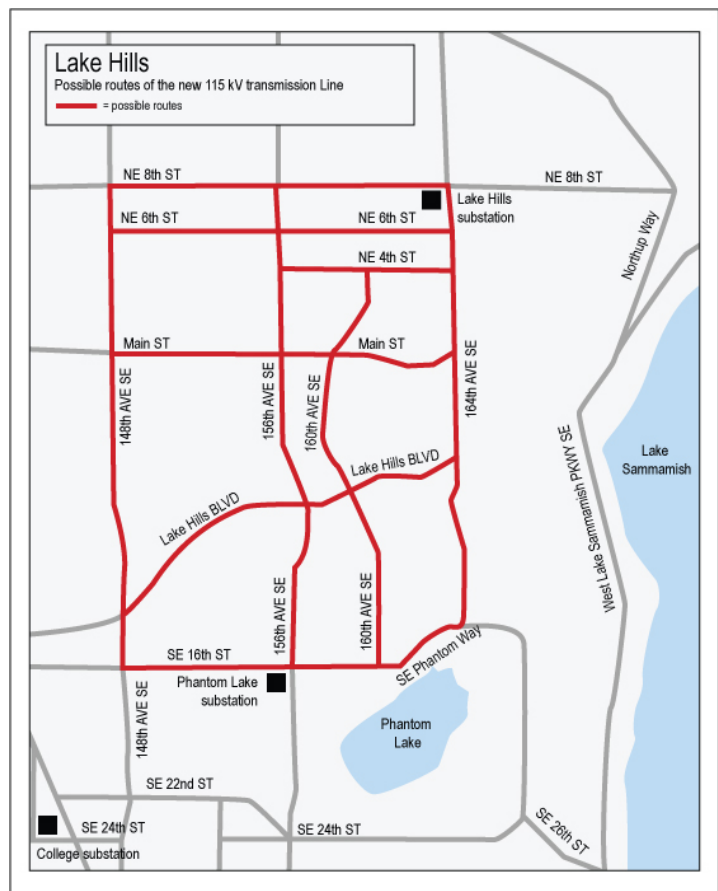 Lake Hills
Possible routes of the new 115 kV transmission Line
= possible routes
NE 8th ST
NE 8th ST
Lake Hills
substation
NE 6th ST
NE 6th ST
NE 4th ST
Northup Way
Main ST
Main ST
148th AVE SE
156th AVE SE
160th AVE SE
164th AVE SE
Lake
Sammamish
Lake Hills BLVD
Lake Hills BLVD
West Lake Sammamish PKWY SE
156th AVE SE
160th AVE SE
SE 16th ST
SE Phantom Way
Phantom Lake
substation
148th AVE SE
Phantom
Lake
SE 22nd ST
SE 24th ST
SE 24th ST
SE 26th ST
College substation